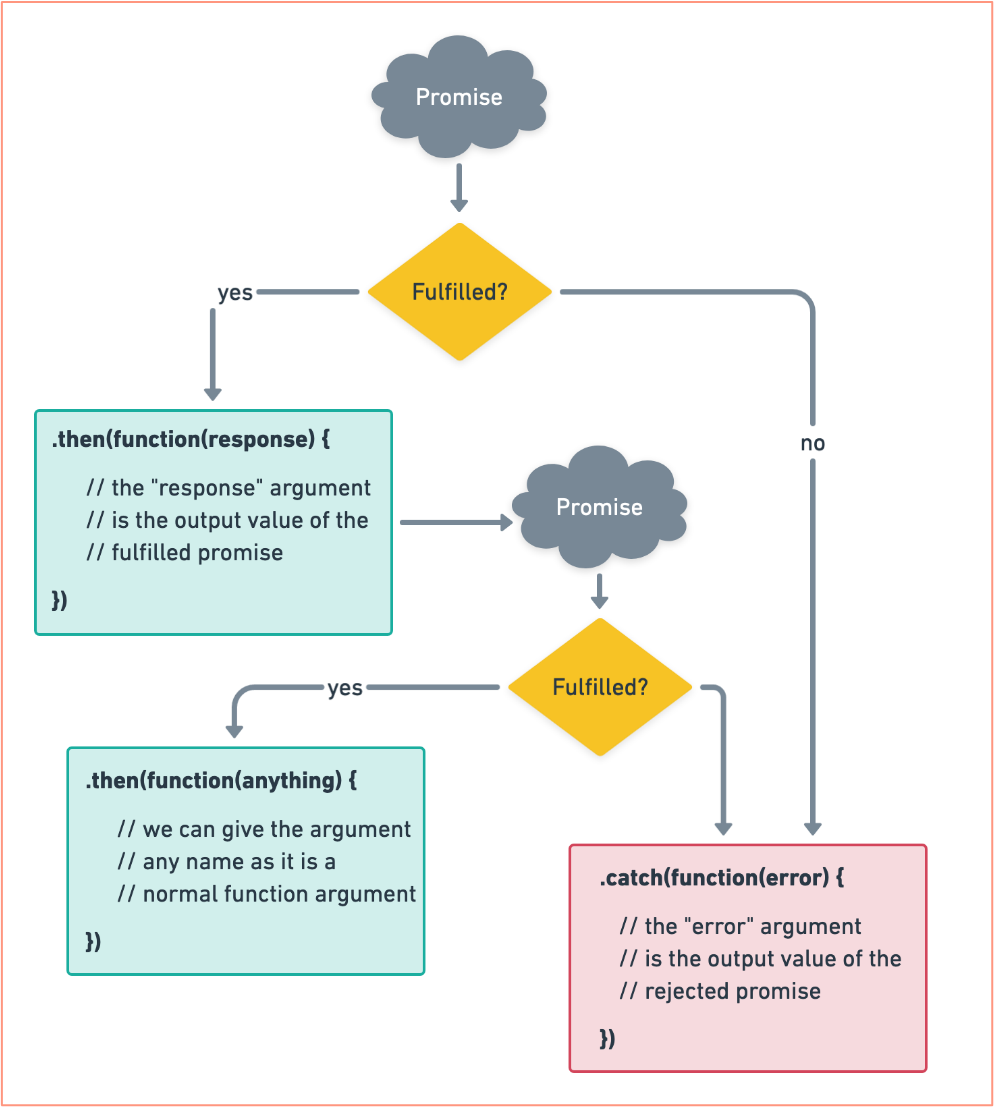 Promise
Fulfilled?
yes
no
.then(function(response) {
// the "response" argument
// is the output value of the
// fulfilled promise
})
Promise
Fulfilled?
yes
.then(function(anything) {
// we can give the argument
// any name as it is a
// normal function argument
})
.catch(function(error) {
// the "error" argument
// is the output value of the
// rejected promise
})